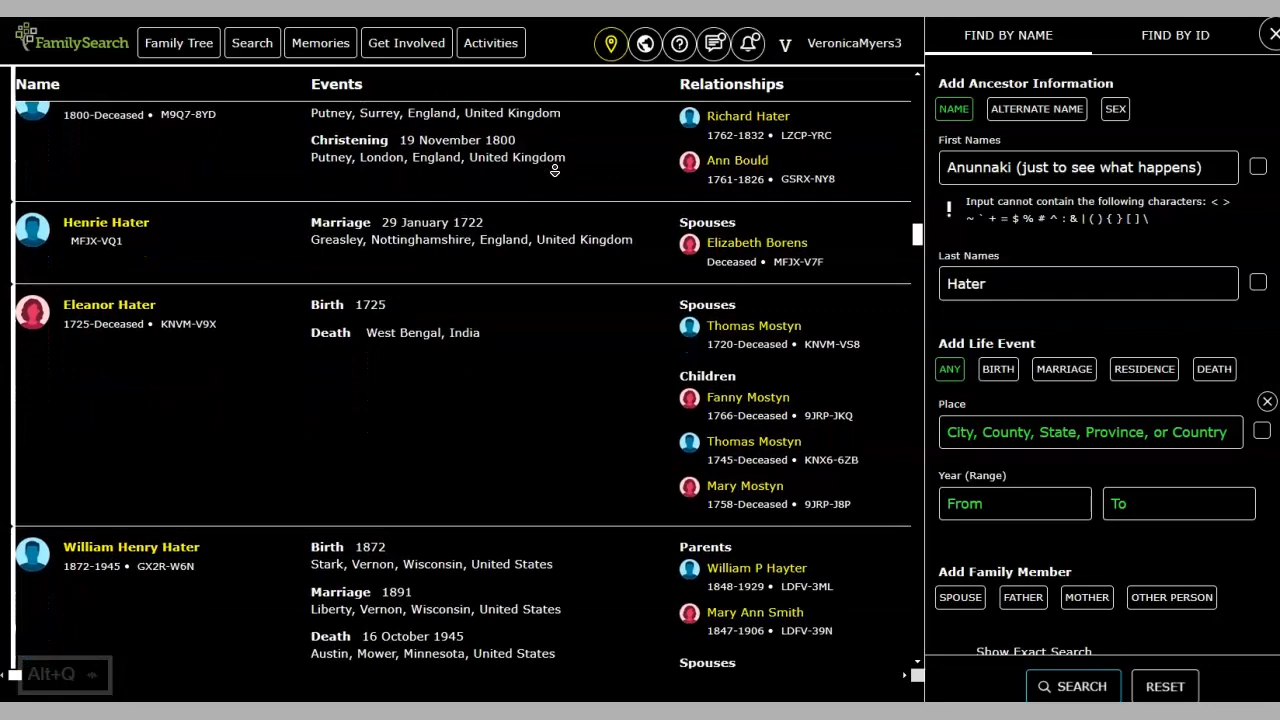 FamilySearch
Family Tree
Search
Memories
Get Involved
Activities
V
VeronicaMyers3
Name
Events
Relationships
1800-Deceased • M9Q7-8YD
Putney, Surrey, England, United Kingdom
Christening 19 November 1800
Putney, London, England, United Kingdom
Richard Hater
1762-1832 • LZCP-YRC
Ann Bould
1761-1826 • GSRX-NY8
Henrie Hater
MFJX-VQ1
Marriage 29 January 1722
Greasley, Nottinghamshire, England, United Kingdom
Spouses
Elizabeth Borens
Deceased • MFJX-V7F
Eleanor Hater
1725-Deceased • KNVM-V9X
Birth 1725
Death West Bengal, India
Spouses
Thomas Mostyn
1720-Deceased • KNVM-VS8
Children
Fanny Mostyn
1766-Deceased • 9JRP-JKQ
Thomas Mostyn
1745-Deceased • KNX6-6ZB
Mary Mostyn
1758-Deceased • 9JRP-J8P
William Henry Hater
1872-1945 • GX2R-W6N
Birth 1872
Stark, Vernon, Wisconsin, United States
Marriage 1891
Liberty, Vernon, Wisconsin, United States
Death 16 October 1945
Austin, Mower, Minnesota, United States
Parents
William P Hayter
1848-1929 • LDFV-3ML
Mary Ann Smith
1847-1906 • LDFV-39N
Spouses
Alt+Q
FIND BY NAME
FIND BY ID
Add Ancestor Information
NAME
ALTERNATE NAME
SEX
First Names
Anunnaki (just to see what happens)
! Input cannot contain the following characters: < >
~ ` + = $ % # ^ : & | ( ) { } [ ] \
Last Names
Hater
Add Life Event
ANY
BIRTH
MARRIAGE
RESIDENCE
DEATH
Place
City, County, State, Province, or Country
Year (Range)
From
To
Add Family Member
SPOUSE
FATHER
MOTHER
OTHER PERSON
Show Exact Search
SEARCH
RESET